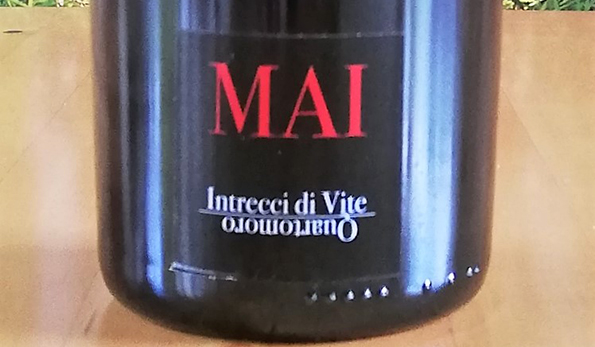 MAI
Intrecci di Vite
Quartomoro